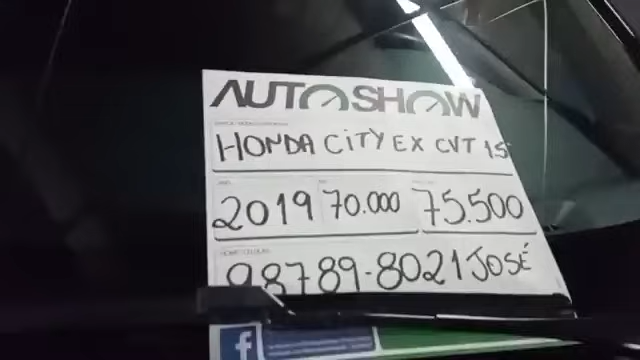 AUTOSHOW
HONDA CiTY EX CVT 1.5
2019 70.000 75.500
98789-8021 JOSÉ
f